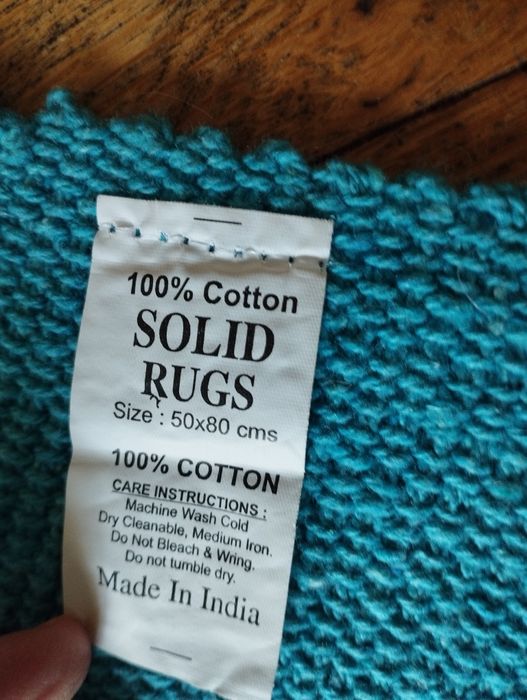 100% Cotton
SOLID
RUGS
Size : 50x80 cms
100% COTTON
CARE INSTRUCTIONS :
Machine Wash Cold
Dry Cleanable, Medium Iron.
Do Not Bleach & Wring.
Do not tumble dry.
Made In India